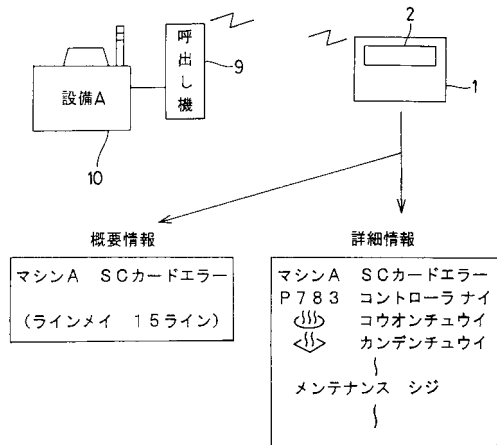 2
呼出し機
9
設備A
1
10
概要情報
マシンA　SCカードエラー
(ラインメイ　15ライン)
詳細情報
マシンA　SCカードエラー
P783　コントローラナイ
コウオンチュウイ
カンデンチュウイ
メンテナンス　シジ